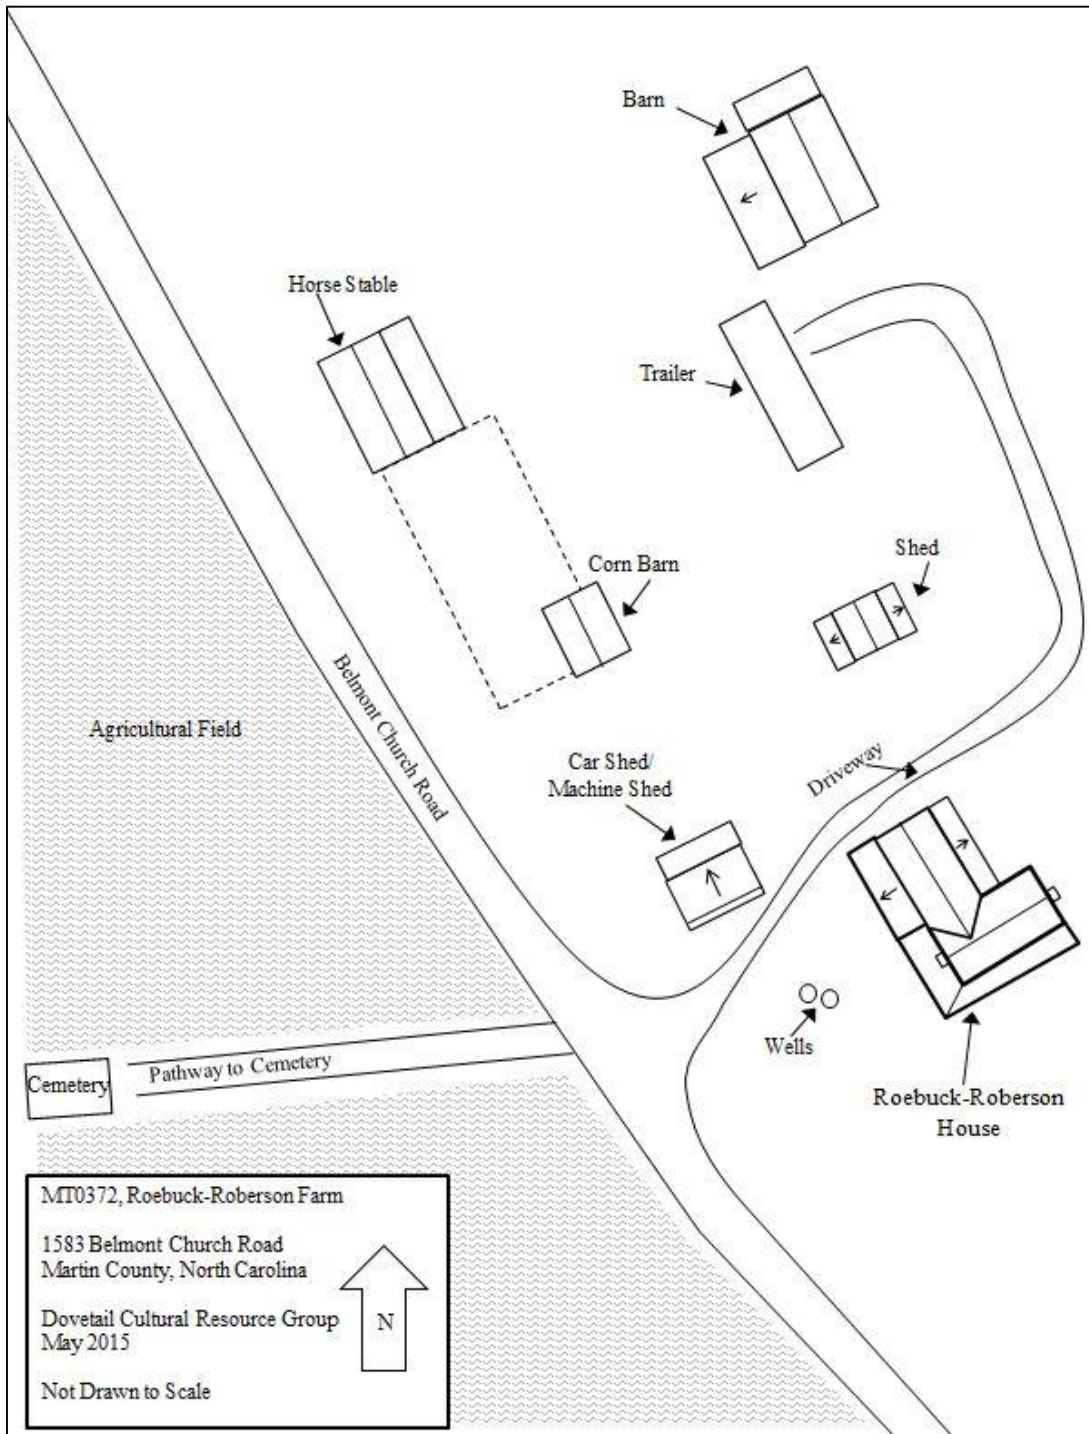 Barn
Horse Stable
Trailer
Shed
Corn Barn
Belmont Church Road
Agricultural Field
Car Shed/
Machine Shed
Driveway
Wells
Pathway to Cemetery
Cemetery
Roebuck-Roberson
House
MT0372, Roebuck-Roberson Farm
1583 Belmont Church Road
Martin County, North Carolina
Dovetail Cultural Resource Group
May 2015
Not Drawn to Scale
N